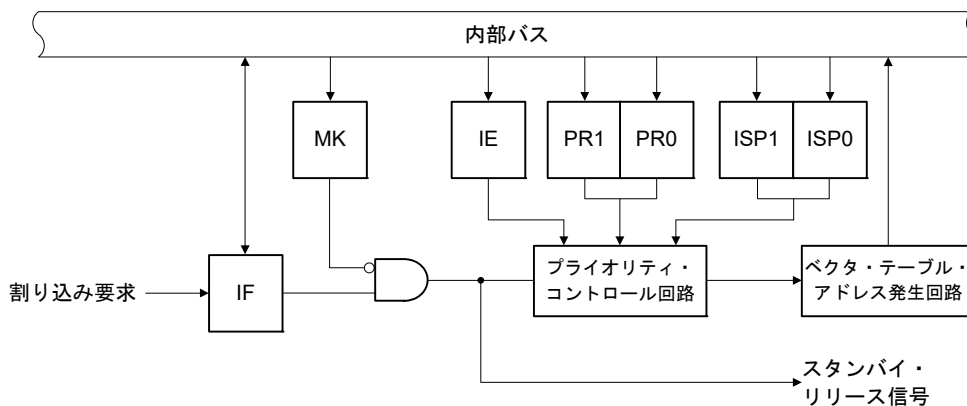 内部バス
MK
IE
PR1
PR0
ISP1
ISP0
割り込み要求
IF
プライオリティ・
コントロール回路
ベクタ・テーブル・
アドレス発生回路
スタンバイ・
リリース信号